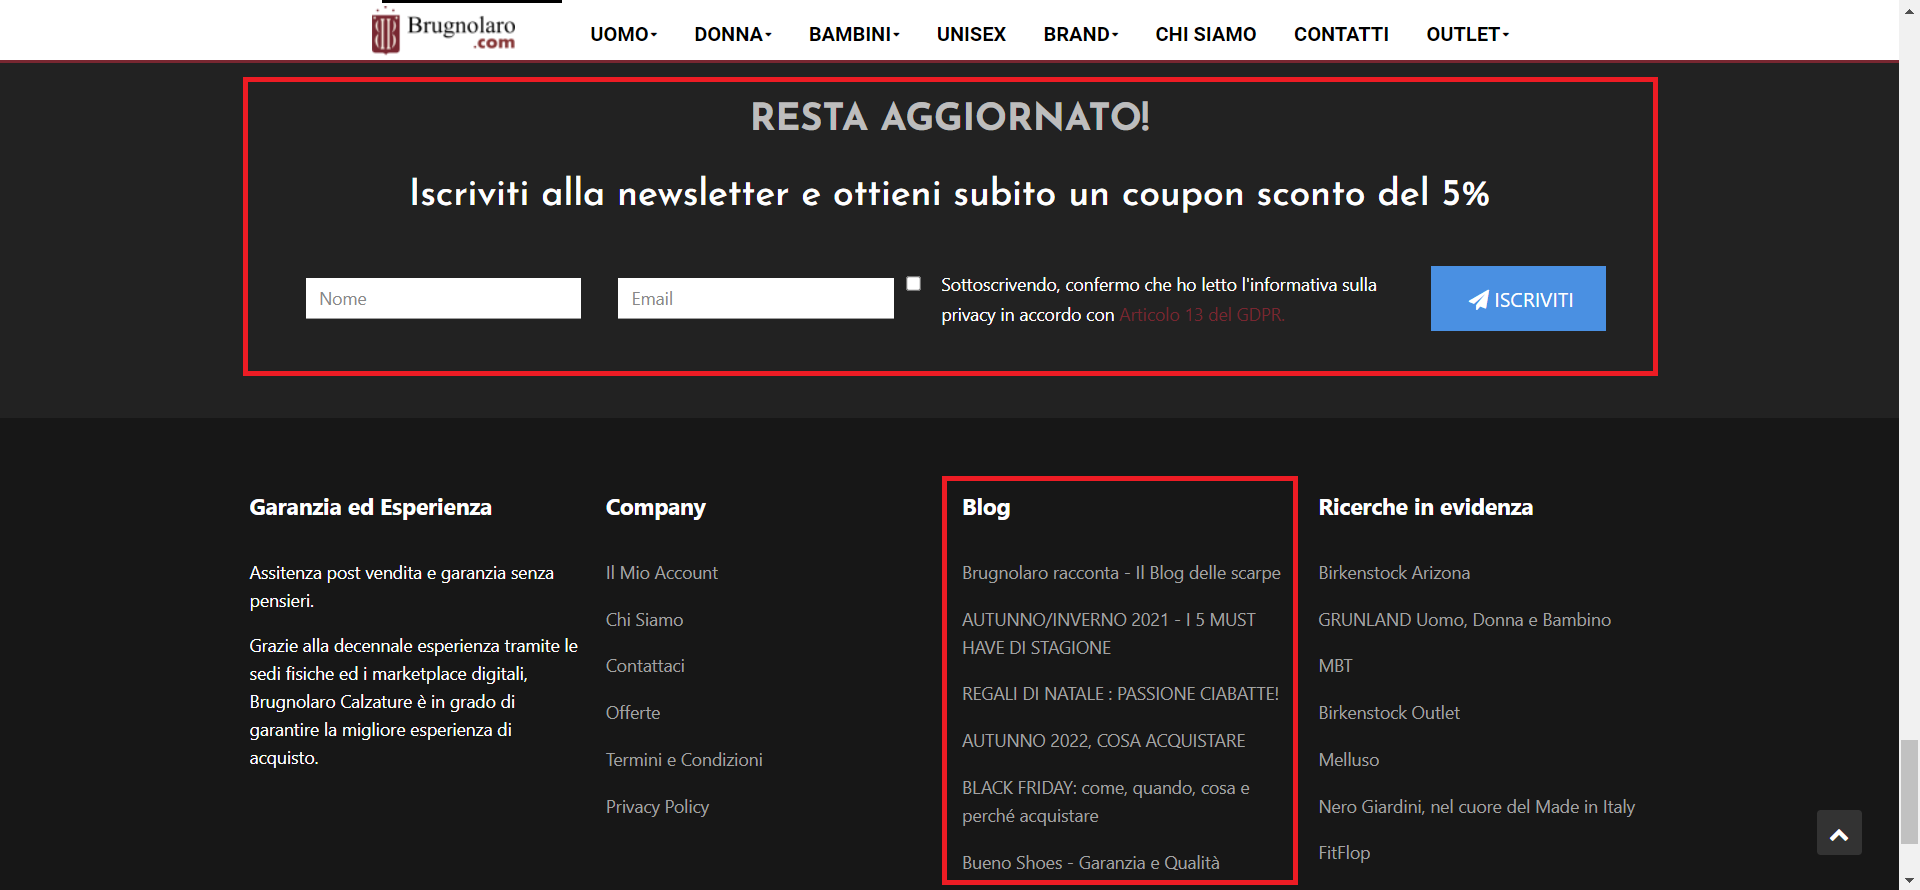 Brugnolaro
.com
UOMO
DONNA
BAMBINI
UNISEX
BRAND
CHI SIAMO
CONTATTI
OUTLET
RESTA AGGIORNATO!
Iscriviti alla newsletter e ottieni subito un coupon sconto del 5%
Nome
Email
Sottoscrivendo, confermo che ho letto l'informativa sulla
privacy in accordo con Articolo 13 del GDPR.
ISCRIVITI
Garanzia ed Esperienza
Assitenza post vendita e garanzia senza
pensieri.
Grazie alla decennale esperienza tramite le
sedi fisiche ed i marketplace digitali,
Brugnolaro Calzature è in grado di
garantire la migliore esperienza di
acquisto.
Company
Il Mio Account
Chi Siamo
Contattaci
Offerte
Termini e Condizioni
Privacy Policy
Blog
Brugnolaro racconta - Il Blog delle scarpe
AUTUNNO/INVERNO 2021 - I 5 MUST
HAVE DI STAGIONE
REGALI DI NATALE : PASSIONE CIABATTE!
AUTUNNO 2022, COSA ACQUISTARE
BLACK FRIDAY: come, quando, cosa e
perché acquistare
Bueno Shoes - Garanzia e Qualità
Ricerche in evidenza
Birkenstock Arizona
GRUNLAND Uomo, Donna e Bambino
MBT
Birkenstock Outlet
Melluso
Nero Giardini, nel cuore del Made in Italy
FitFlop